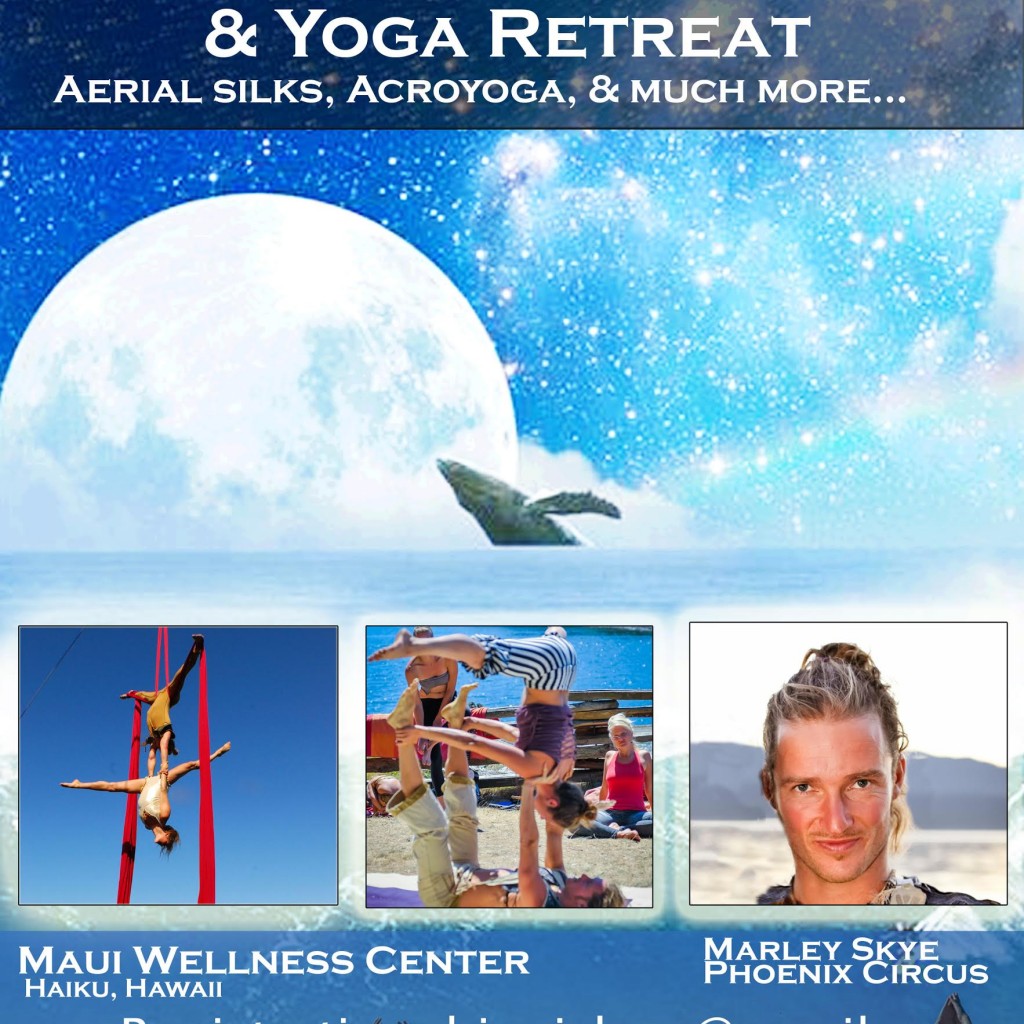 & Yoga Retreat
Aerial silks, Acroyoga, & much more...
Maui Wellness Center
Haiku, Hawaii
Marley Skye
Phoenix Circus